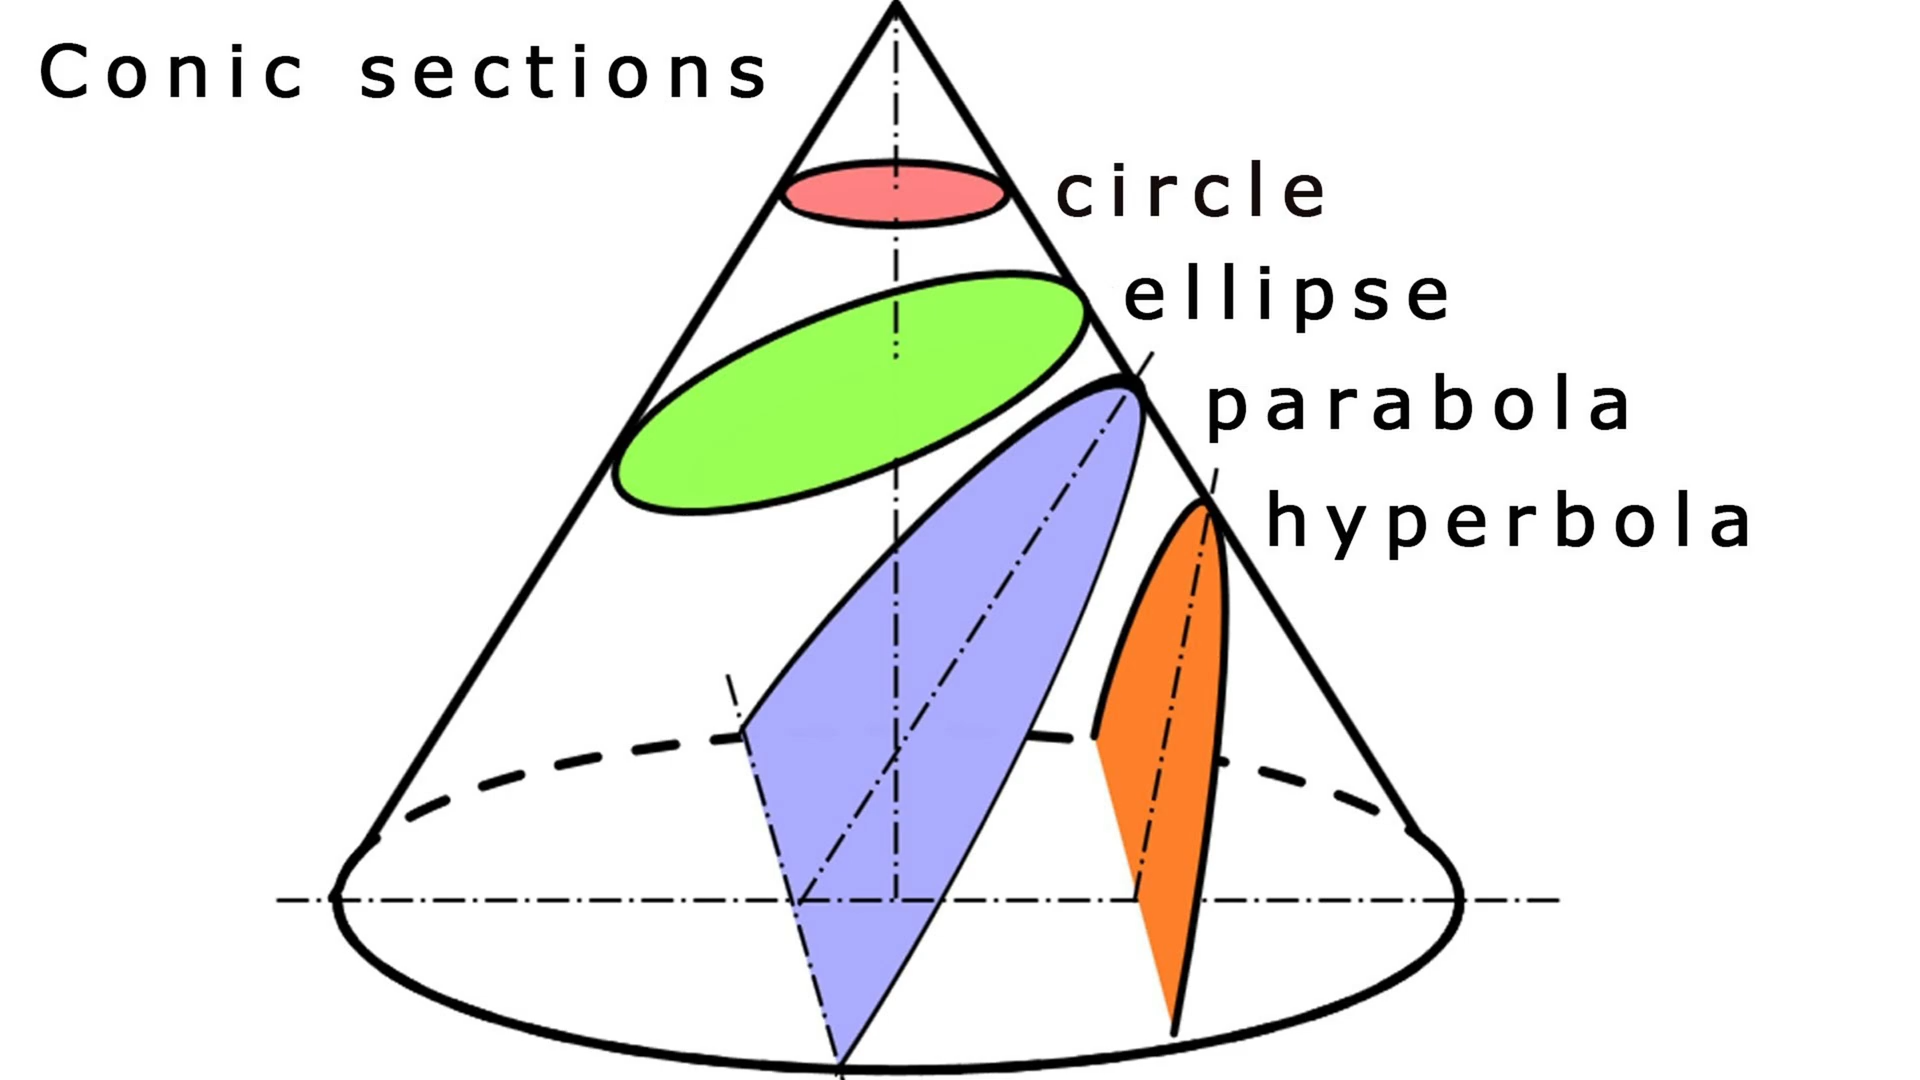 Conic sections
circle
ellipse
parabola
hyperbola